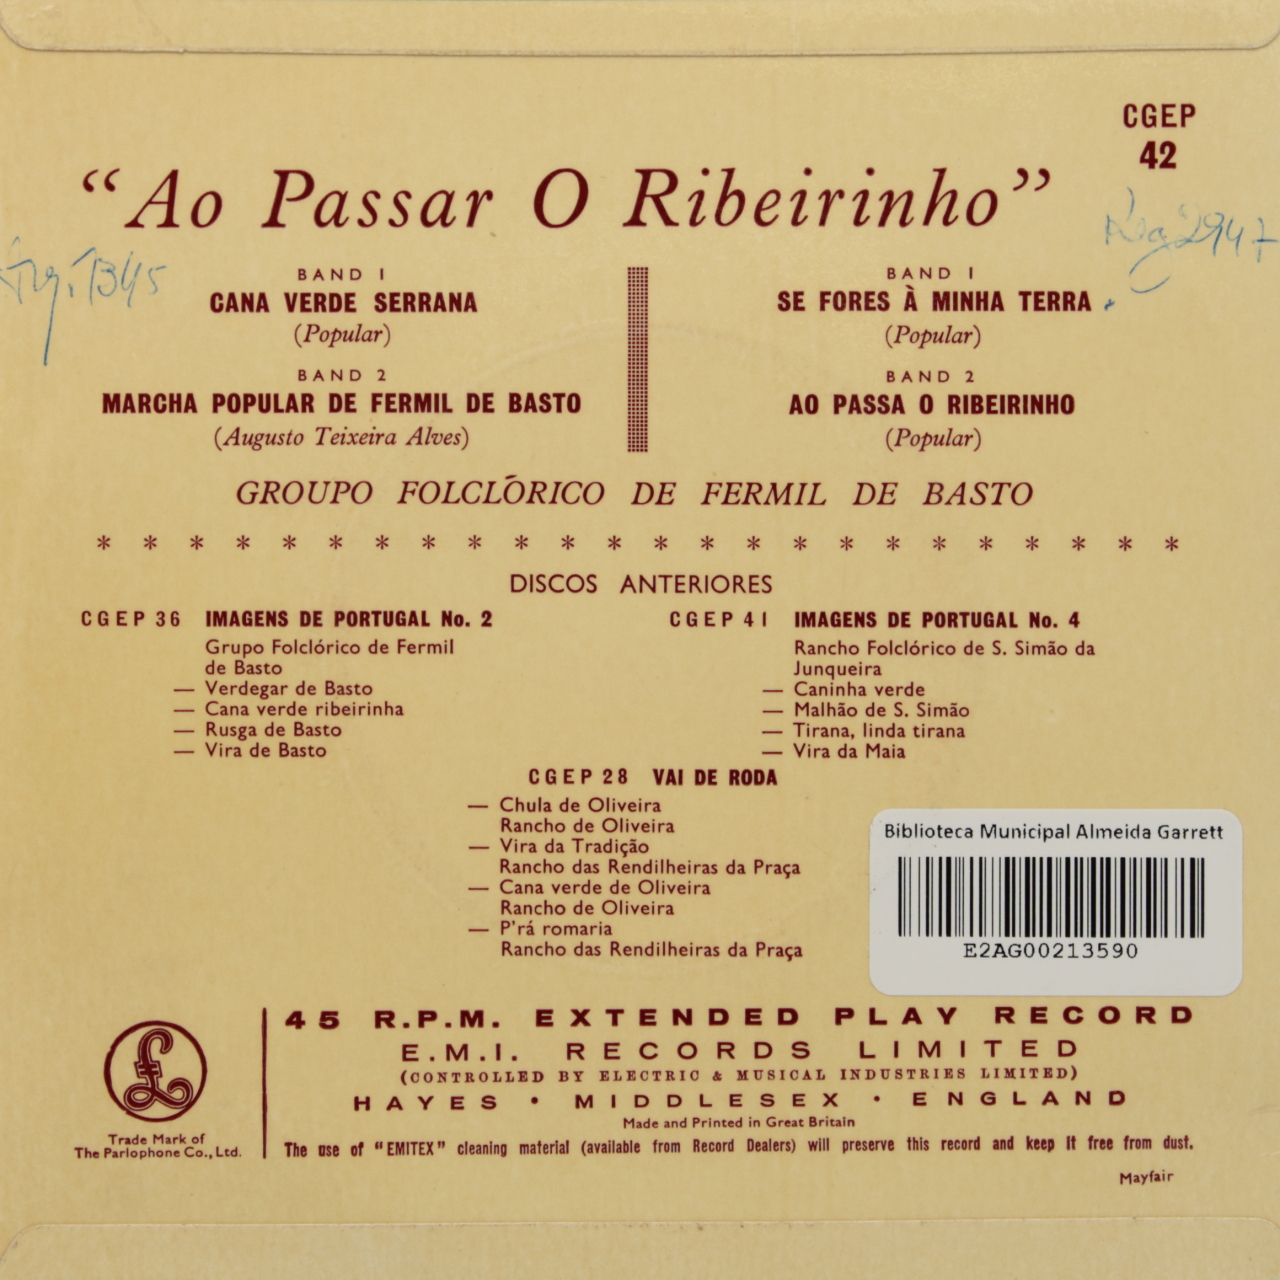 CGEP
42
“Ao Passar O Ribeirinho”
BAND 1
CANA VERDE SERRANA
(Popular)
BAND 2
MARCHA POPULAR DE FERMIL DE BASTO
(Augusto Teixeira Alves)
BAND 1
SE FORES À MINHA TERRA
(Popular)
BAND 2
AO PASSA O RIBEIRINHO
(Popular)
GROUPO FOLCLŌRICO DE FERMIL DE BASTO
* * * * * * * * * * * * * * * * * * * * * * * *
DISCOS ANTERIORES
CGEP 36 IMAGENS DE PORTUGAL No. 2
Grupo Folclórico de Fermil
de Basto
— Verdegar de Basto
— Cana verde ribeirinha
— Rusga de Basto
— Vira de Basto
CGEP 41 IMAGENS DE PORTUGAL No. 4
Rancho Folclórico de S. Simão da
Junqueira
— Caninha verde
— Malhão de S. Simão
— Tirana, linda tirana
— Vira da Maia
CGEP 28 VAI DE RODA
— Chula de Oliveira
Rancho de Oliveira
— Vira da Tradição
Rancho das Rendilheiras da Praça
— Cana verde de Oliveira
Rancho de Oliveira
— P'rá romaria
Rancho das Rendilheiras da Praça
Biblioteca Municipal Almeida Garrett
E2AG00213590
£
Trade Mark of
The Parlophone Co., Ltd.
45 R.P.M. EXTENDED PLAY RECORD
E.M.I. RECORDS LIMITED
(CONTROLLED BY ELECTRIC & MUSICAL INDUSTRIES LIMITED)
HAYES • MIDDLESEX • ENGLAND
Made and Printed in Great Britain
The use of “EMITEX” cleaning material (available from Record Dealers) will preserve this record and keep it free from dust.
Mayfair